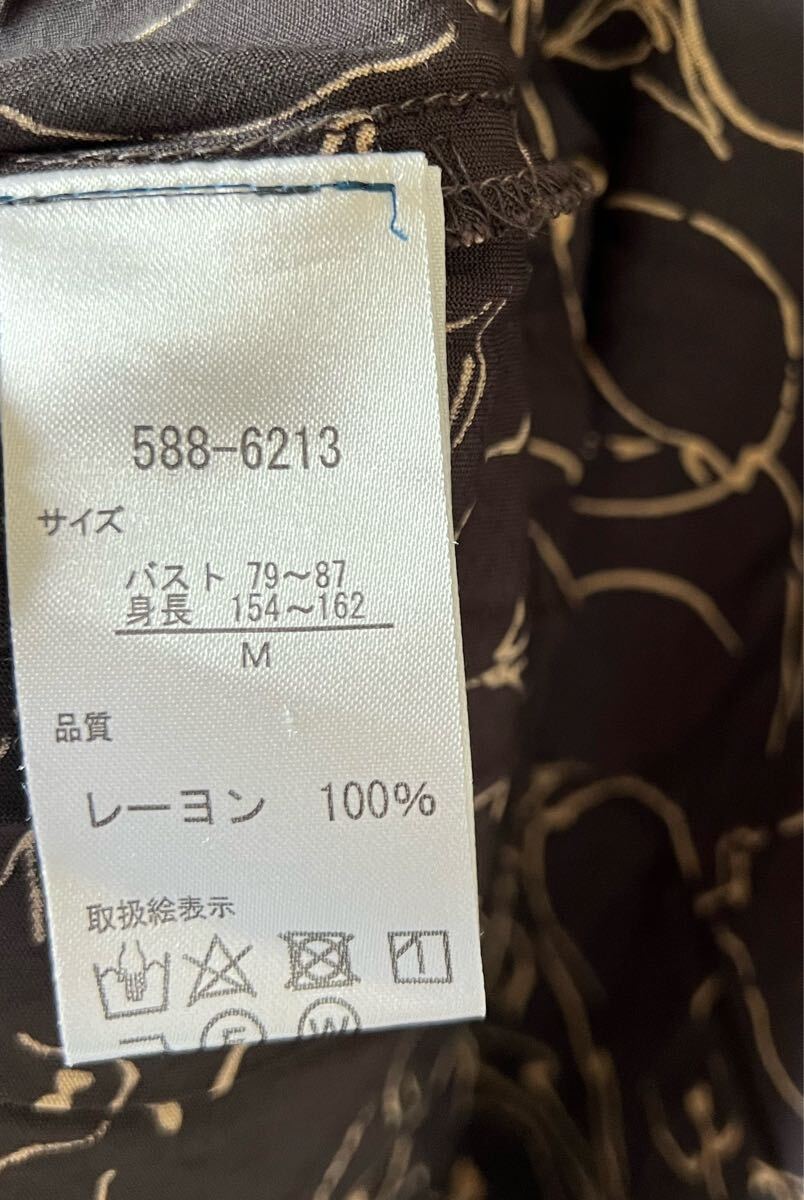 588-6213
サイズ
バスト 79～87
身長 154～162
M
品質
レーヨン 100%
取扱絵表示